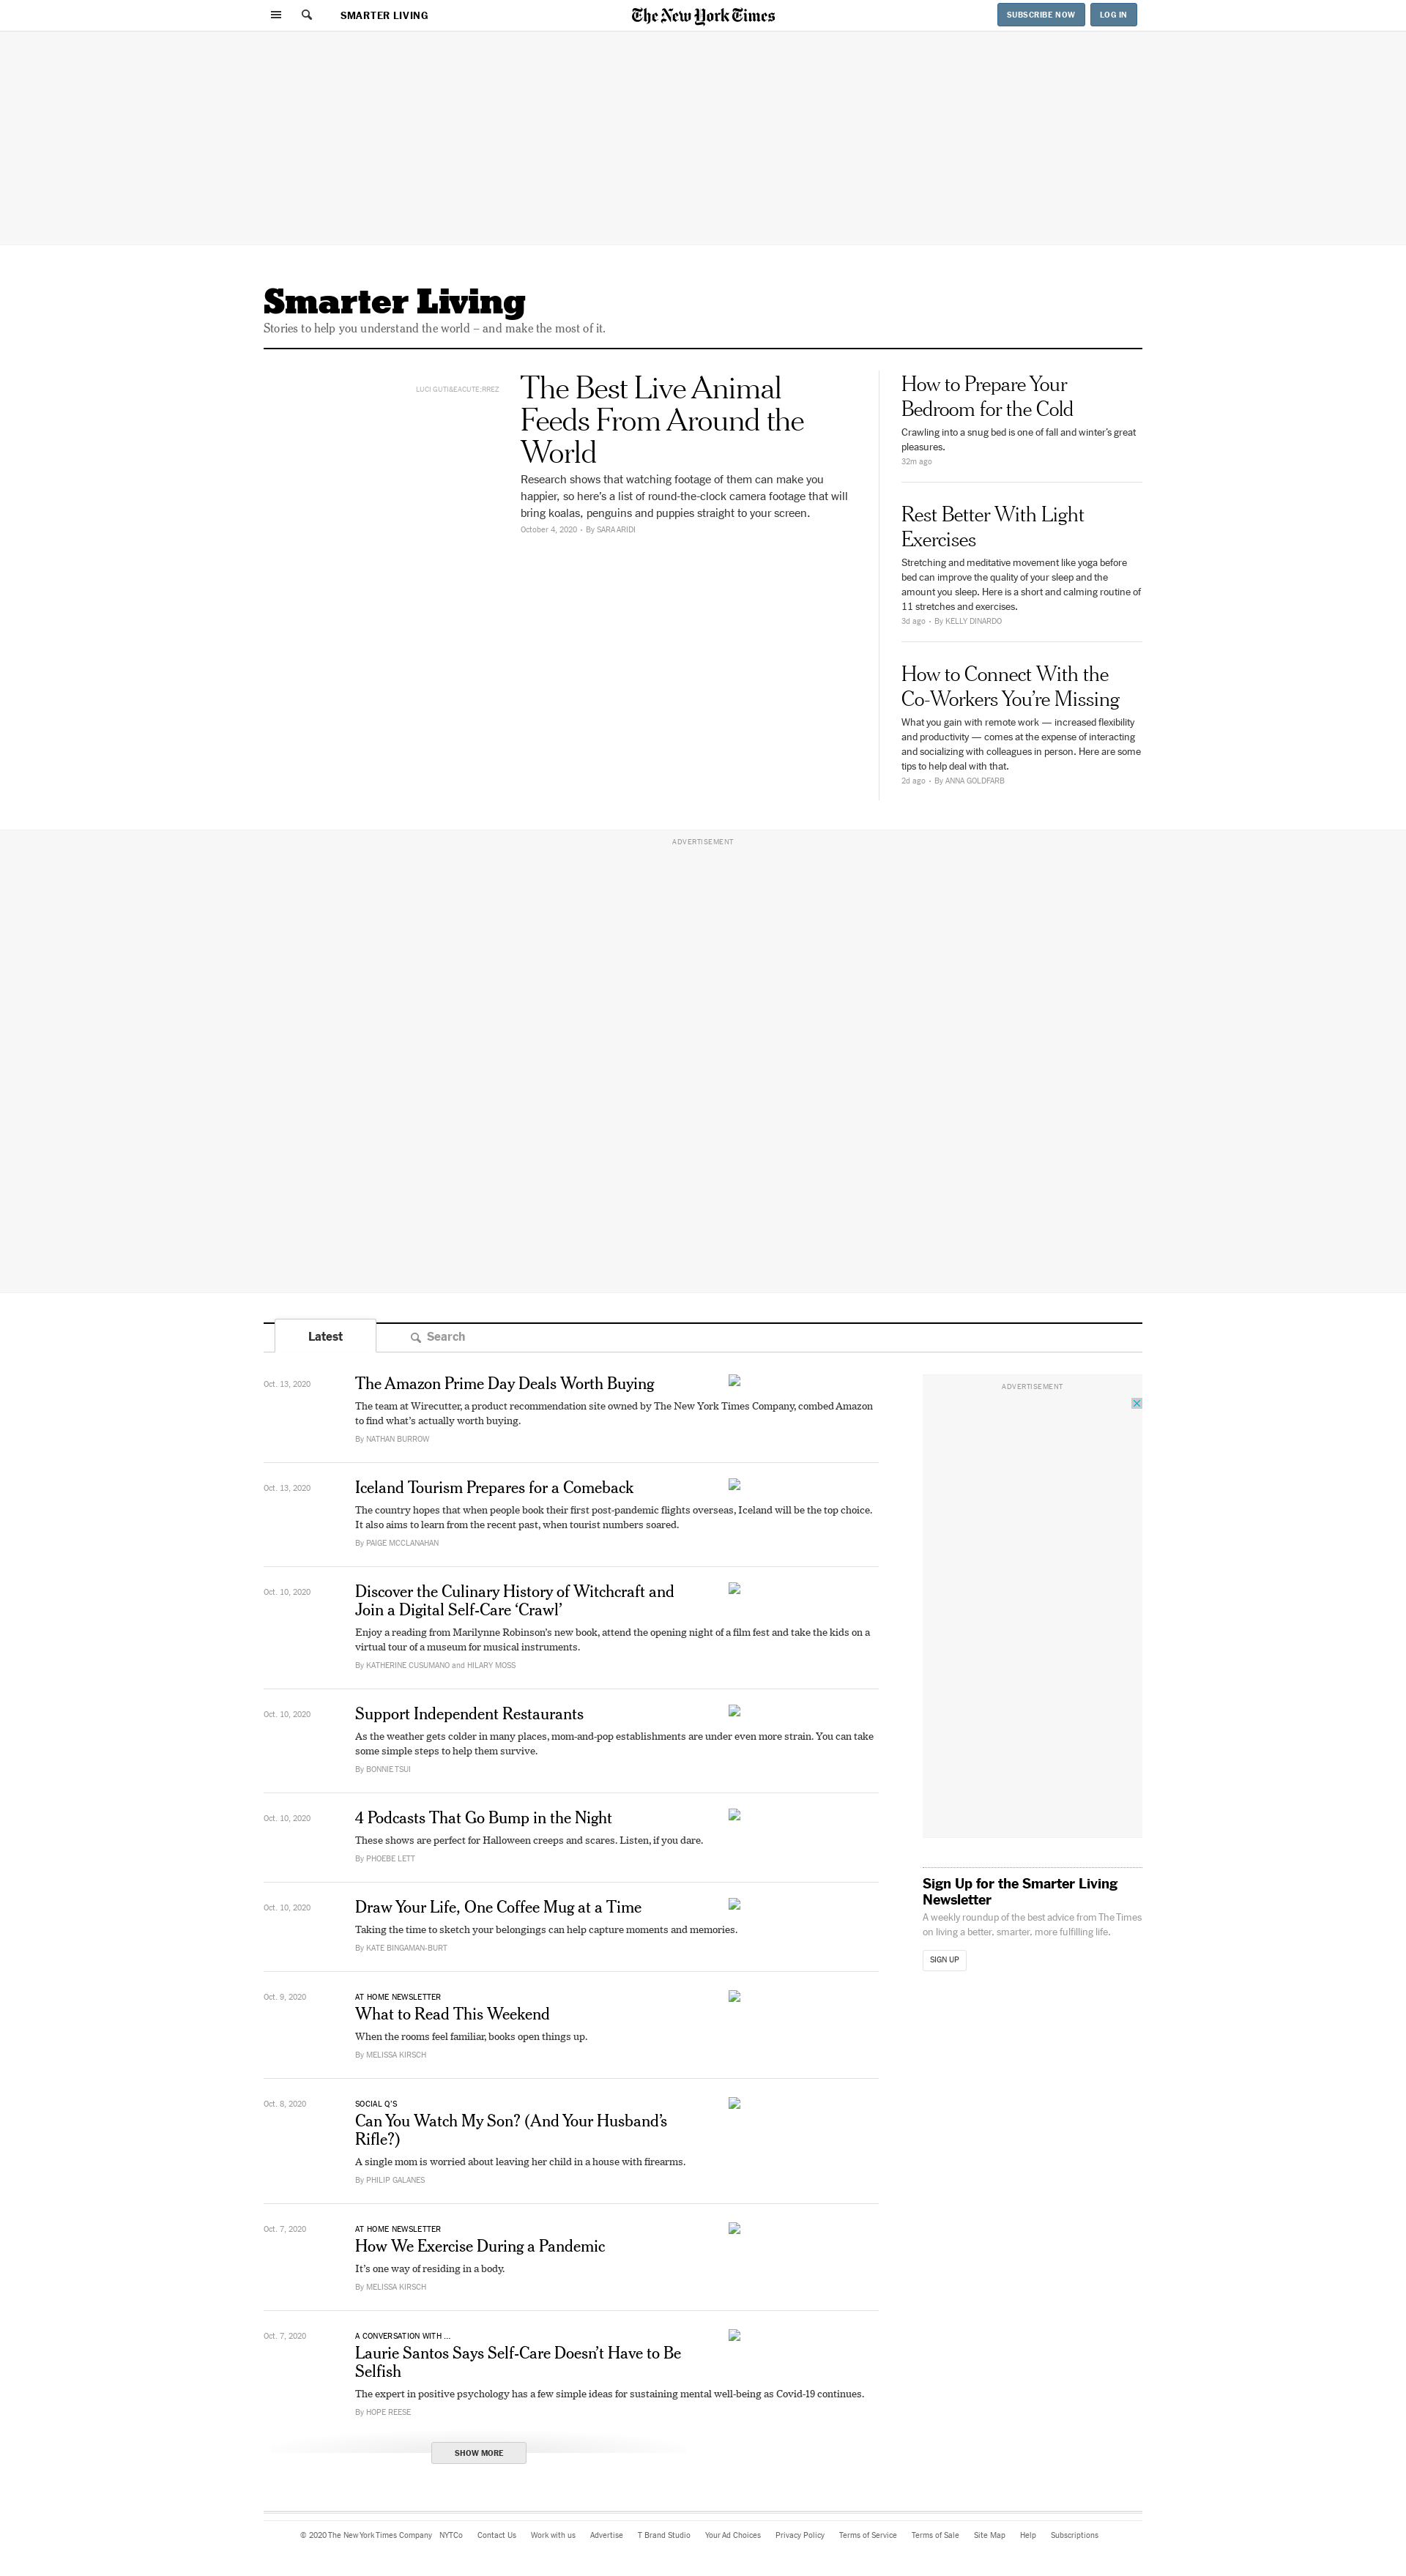 SMARTER LIVING
The New York Times
SUBSCRIBE NOW
LOG IN
Smarter Living
Stories to help you understand the world – and make the most of it.
LUCI GUTI&EACUTE;RREZ
The Best Live Animal
Feeds From Around the
World
Research shows that watching footage of them can make you
happier, so here’s a list of round-the-clock camera footage that will
bring koalas, penguins and puppies straight to your screen.
October 4, 2020 • By SARA ARIDI
How to Prepare Your
Bedroom for the Cold
Crawling into a snug bed is one of fall and winter’s great
pleasures.
32m ago
Rest Better With Light
Exercises
Stretching and meditative movement like yoga before
bed can improve the quality of your sleep and the
amount you sleep. Here is a short and calming routine of
11 stretches and exercises.
3d ago • By KELLY DINARDO
How to Connect With the
Co-Workers You’re Missing
What you gain with remote work — increased flexibility
and productivity — comes at the expense of interacting
and socializing with colleagues in person. Here are some
tips to help deal with that.
2d ago • By ANNA GOLDFARB
ADVERTISEMENT
Latest
Search
Oct. 13, 2020
The Amazon Prime Day Deals Worth Buying
The team at Wirecutter, a product recommendation site owned by The New York Times Company, combed Amazon
to find what’s actually worth buying.
By NATHAN BURROW
Oct. 13, 2020
Iceland Tourism Prepares for a Comeback
The country hopes that when people book their first post-pandemic flights overseas, Iceland will be the top choice.
It also aims to learn from the recent past, when tourist numbers soared.
By PAIGE MCCLANAHAN
Oct. 10, 2020
Discover the Culinary History of Witchcraft and
Join a Digital Self-Care ‘Crawl’
Enjoy a reading from Marilynne Robinson’s new book, attend the opening night of a film fest and take the kids on a
virtual tour of a museum for musical instruments.
By KATHERINE CUSUMANO and HILARY MOSS
Oct. 10, 2020
Support Independent Restaurants
As the weather gets colder in many places, mom-and-pop establishments are under even more strain. You can take
some simple steps to help them survive.
By BONNIE TSUI
Oct. 10, 2020
4 Podcasts That Go Bump in the Night
These shows are perfect for Halloween creeps and scares. Listen, if you dare.
By PHOEBE LETT
Oct. 10, 2020
Draw Your Life, One Coffee Mug at a Time
Taking the time to sketch your belongings can help capture moments and memories.
By KATE BINGAMAN-BURT
Oct. 9, 2020
AT HOME NEWSLETTER
What to Read This Weekend
When the rooms feel familiar, books open things up.
By MELISSA KIRSCH
Oct. 8, 2020
SOCIAL Q’S
Can You Watch My Son? (And Your Husband’s
Rifle?)
A single mom is worried about leaving her child in a house with firearms.
By PHILIP GALANES
Oct. 7, 2020
AT HOME NEWSLETTER
How We Exercise During a Pandemic
It’s one way of residing in a body.
By MELISSA KIRSCH
Oct. 7, 2020
A CONVERSATION WITH ...
Laurie Santos Says Self-Care Doesn’t Have to Be
Selfish
The expert in positive psychology has a few simple ideas for sustaining mental well-being as Covid-19 continues.
By HOPE REESE
SHOW MORE
ADVERTISEMENT
Sign Up for the Smarter Living
Newsletter
A weekly roundup of the best advice from The Times
on living a better, smarter, more fulfilling life.
SIGN UP
© 2020 The New York Times Company NYTCo Contact Us Work with us Advertise T Brand Studio Your Ad Choices Privacy Policy Terms of Service Terms of Sale Site Map Help Subscriptions